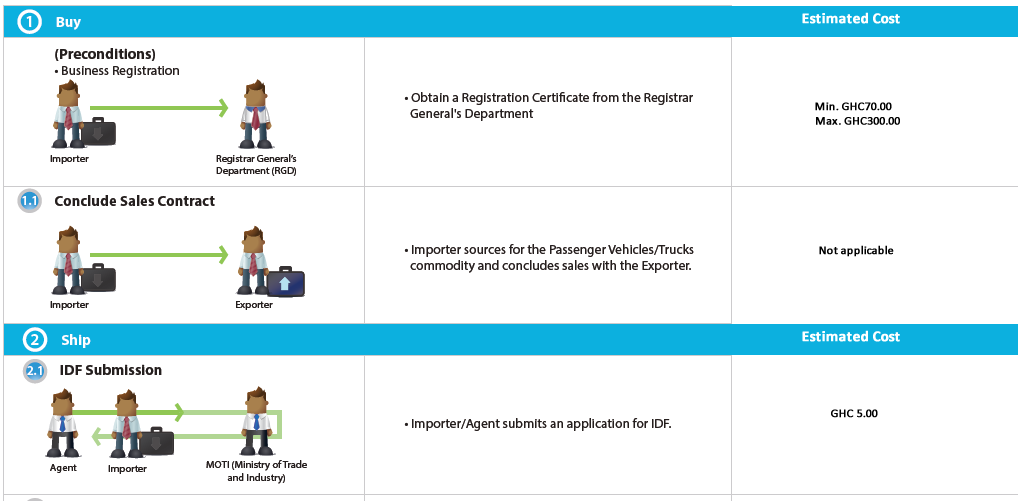 1 Buy Estimated Cost
(Preconditions)
• Business Registration
• Obtain a Registration Certificate from the Registrar
General's Department
Min. GHC70.00
Max. GHC300.00
Importer
Registrar General's
Department (RGD)
1.1 Conclude Sales Contract
• Importer sources for the Passenger Vehicles/Trucks
commodity and concludes sales with the Exporter.
Not applicable
Importer
Exporter
2 Ship Estimated Cost
2.1 IDF Submission
• Importer/Agent submits an application for IDF.
GHC 5.00
Agent
Importer
MOTI (Ministry of Trade
and Industry)